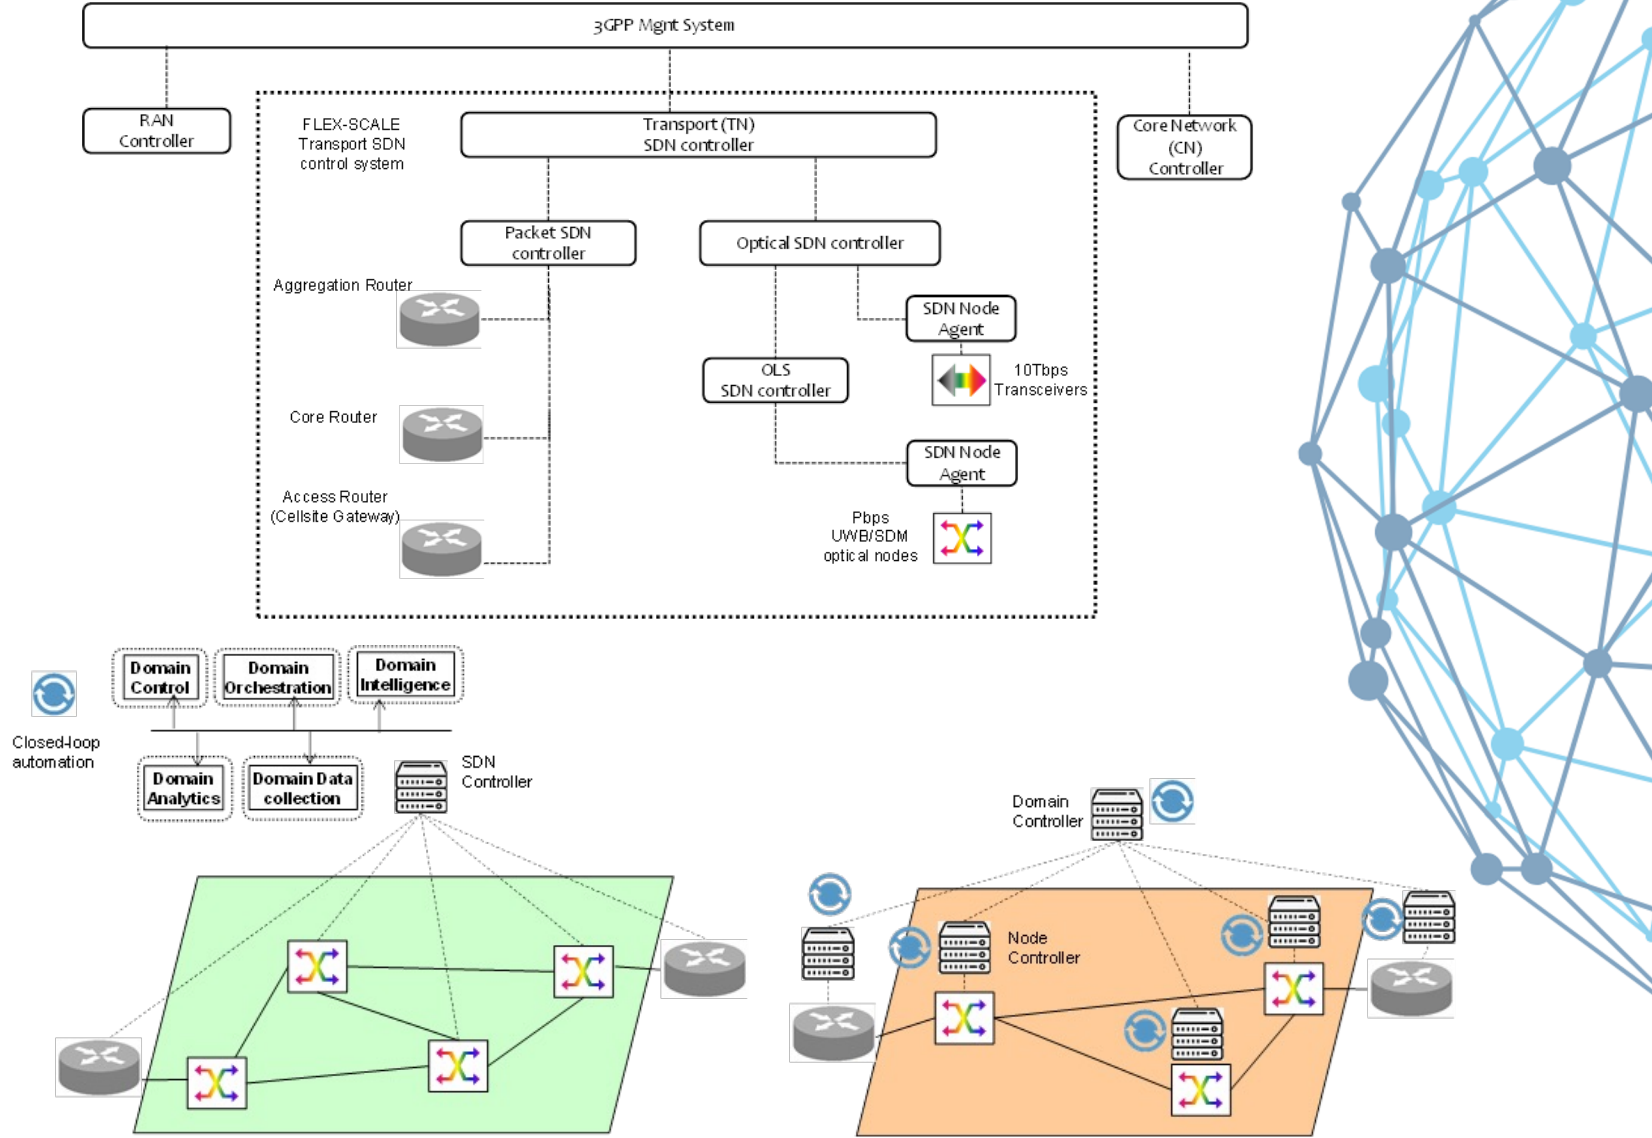 3GPP Mgnt System
RAN
Controller
FLEX-SCALE
Transport SDN
control system
Transport (TN)
SDN controller
Core Network
(CN)
Controller
Packet SDN
controller
Optical SDN controller
Aggregation Router
SDN Node
Agent
OLS
SDN controller
10Tbps
Transceivers
Core Router
SDN Node
Agent
Access Router
(Cellsite Gateway)
Pbps
UWB/SDM
optical nodes
Domain
Control
Domain
Orchestration
Domain
Intelligence
Closed-loop
automation
Domain
Analytics
Domain Data
collection
SDN
Controller
Domain
Controller
Node
Controller